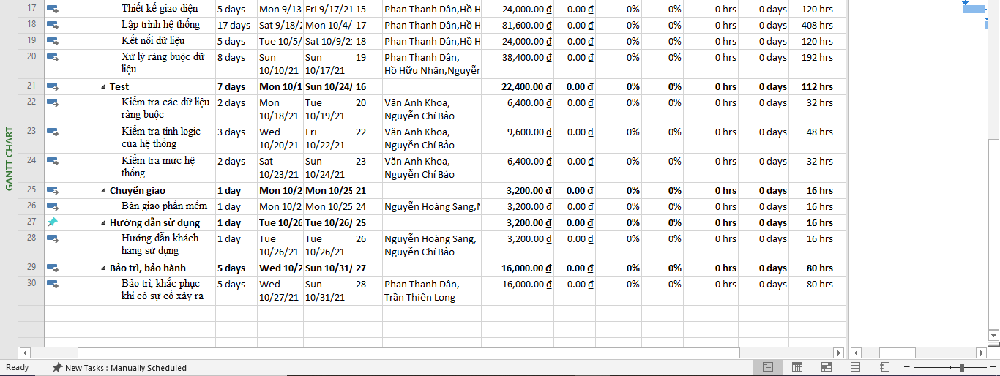 17 Thiết kế giao diện 5 days Mon 9/13 Fri 9/17/21 15 Phan Thanh Dân,Hồ H 24,000.00 ₫ 0.00 ₫ 0% 0% 0 hrs 0 days 120 hrs
18 Lập trình hệ thống 17 days Sat 9/18/2 Mon 10/4/ 17 Phan Thanh Dân,Hồ H 81,600.00 ₫ 0.00 ₫ 0% 0% 0 hrs 0 days 408 hrs
19 Kết nối dữ liệu 5 days Tue 10/5/ Sat 10/9/2 18 Phan Thanh Dân,Hồ H 24,000.00 ₫ 0.00 ₫ 0% 0% 0 hrs 0 days 120 hrs
20 Xử lý ràng buộc dữ 8 days Sun Sun 19 Phan Thanh Dân, 38,400.00 ₫ 0.00 ₫ 0% 0% 0 hrs 0 days 192 hrs
liệu 10/10/21 10/17/21 Hồ Hữu Nhân,Nguyễn
21 Test 7 days Mon 10/1 Sun 10/24/ 16 22,400.00 ₫ 0.00 ₫ 0% 0% 0 hrs 0 days 112 hrs
22 Kiểm tra các dữ liệu 2 days Mon Tue 20 Văn Anh Khoa, 6,400.00 ₫ 0.00 ₫ 0% 0% 0 hrs 0 days 32 hrs
ràng buộc 10/18/21 10/19/21 Nguyễn Chí Bảo
23 Kiểm tra tính logic 3 days Wed Fri 22 Văn Anh Khoa, 9,600.00 ₫ 0.00 ₫ 0% 0% 0 hrs 0 days 48 hrs
của hệ thống 10/20/21 10/22/21 Nguyễn Chí Bảo
24 Kiểm tra mức hệ 2 days Sat Sun 23 Văn Anh Khoa, 6,400.00 ₫ 0.00 ₫ 0% 0% 0 hrs 0 days 32 hrs
thống 10/23/21 10/24/21 Nguyễn Chí Bảo
25 Chuyển giao 1 day Mon 10/2 Mon 10/25 21 3,200.00 ₫ 0.00 ₫ 0% 0% 0 hrs 0 days 16 hrs
26 Bàn giao phần mềm 1 day Mon 10/2 Mon 10/25 24 Nguyễn Hoàng Sang, 3,200.00 ₫ 0.00 ₫ 0% 0% 0 hrs 0 days 16 hrs
27 Hướng dẫn sử dụng 1 day Tue 10/26 Tue 10/26/ 25 3,200.00 ₫ 0.00 ₫ 0% 0% 0 hrs 0 days 16 hrs
28 Hướng dẫn khách 1 day Tue Tue 26 Nguyễn Hoàng Sang, 3,200.00 ₫ 0.00 ₫ 0% 0% 0 hrs 0 days 16 hrs
hàng sử dụng 10/26/21 10/26/21 Nguyễn Chí Bảo
29 Bảo trì, bảo hành 5 days Wed 10/2 Sun 10/31/ 27 16,000.00 ₫ 0.00 ₫ 0% 0% 0 hrs 0 days 80 hrs
30 Bảo trì, khắc phục 5 days Wed Sun 28 Phan Thanh Dân, 16,000.00 ₫ 0.00 ₫ 0% 0% 0 hrs 0 days 80 hrs
khi có sự cố xảy ra 10/27/21 10/31/21 Trần Thiên Long
GANTT CHART
Ready New Tasks : Manually Scheduled